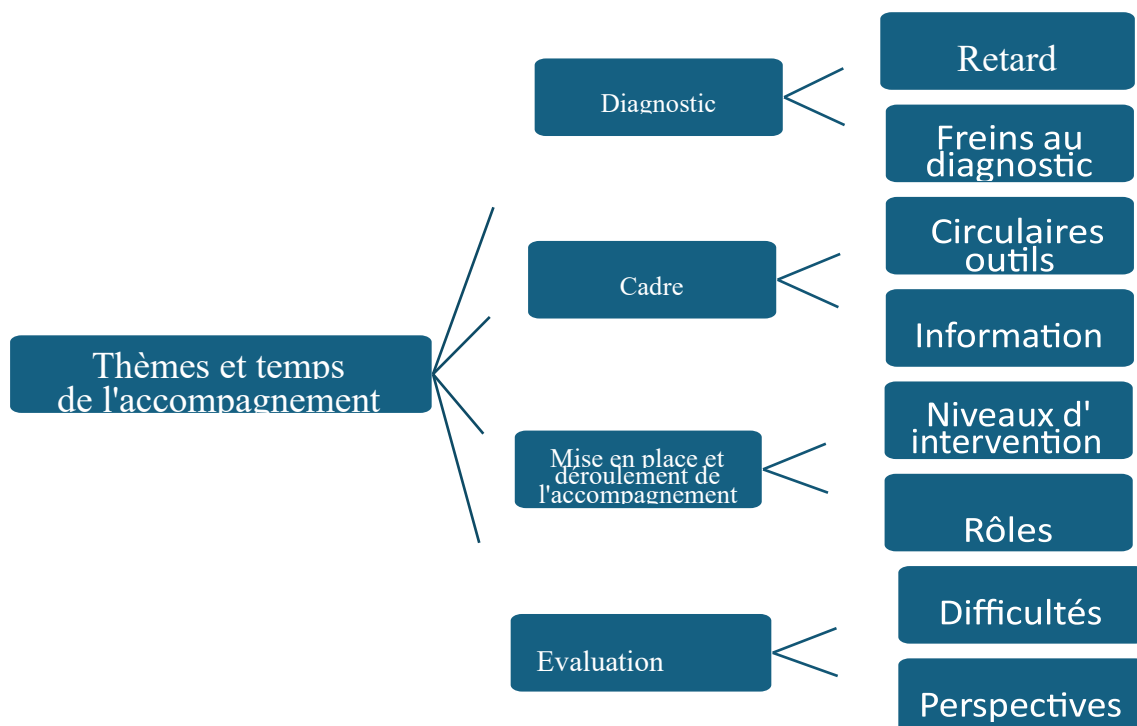 Thèmes et temps
de l'accompagnement
Diagnostic
Retard
Freins au
diagnostic
Cadre
Circulaires
outils
Information
Mise en place et
déroulement de
l'accompagnement
Niveaux d'
intervention
Rôles
Evaluation
Difficultés
Perspectives